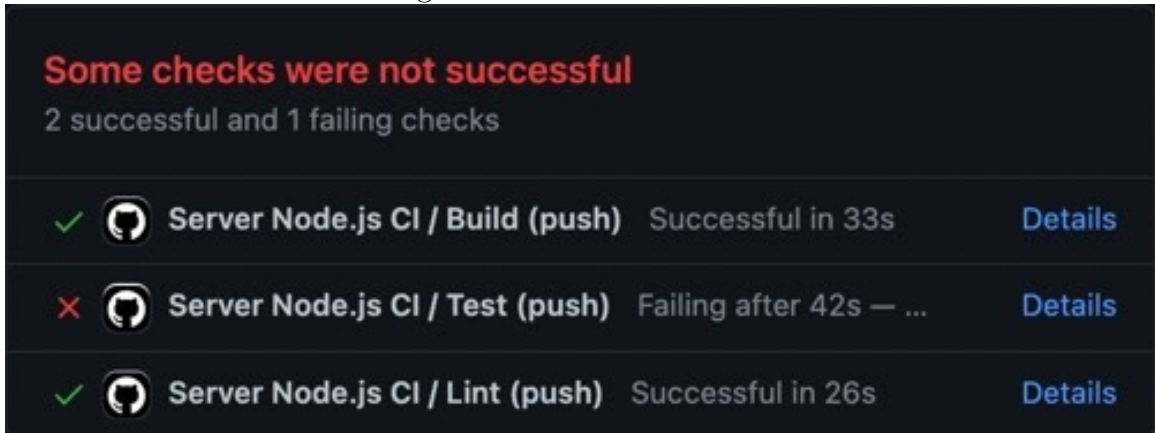 Some checks were not successful
2 successful and 1 failing checks
Server Node.js CI / Build (push) Successful in 33s Details
Server Node.js CI / Test (push) Failing after 42s — ... Details
Server Node.js CI / Lint (push) Successful in 26s Details